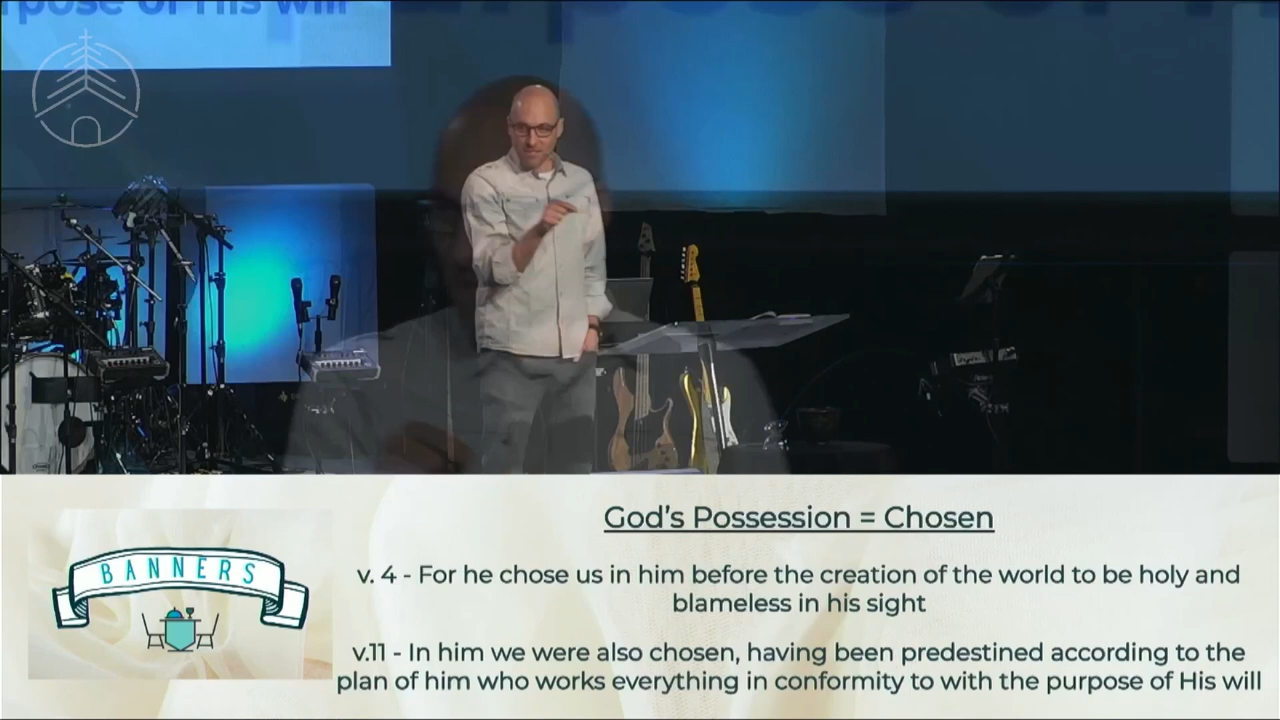 rpose of His will
God's Possession = Chosen
BANNERS
v. 4 - For he chose us in him before the creation of the world to be holy and
blameless in his sight
v.11 - In him we were also chosen, having been predestined according to the
plan of him who works everything in conformity to with the purpose of His will